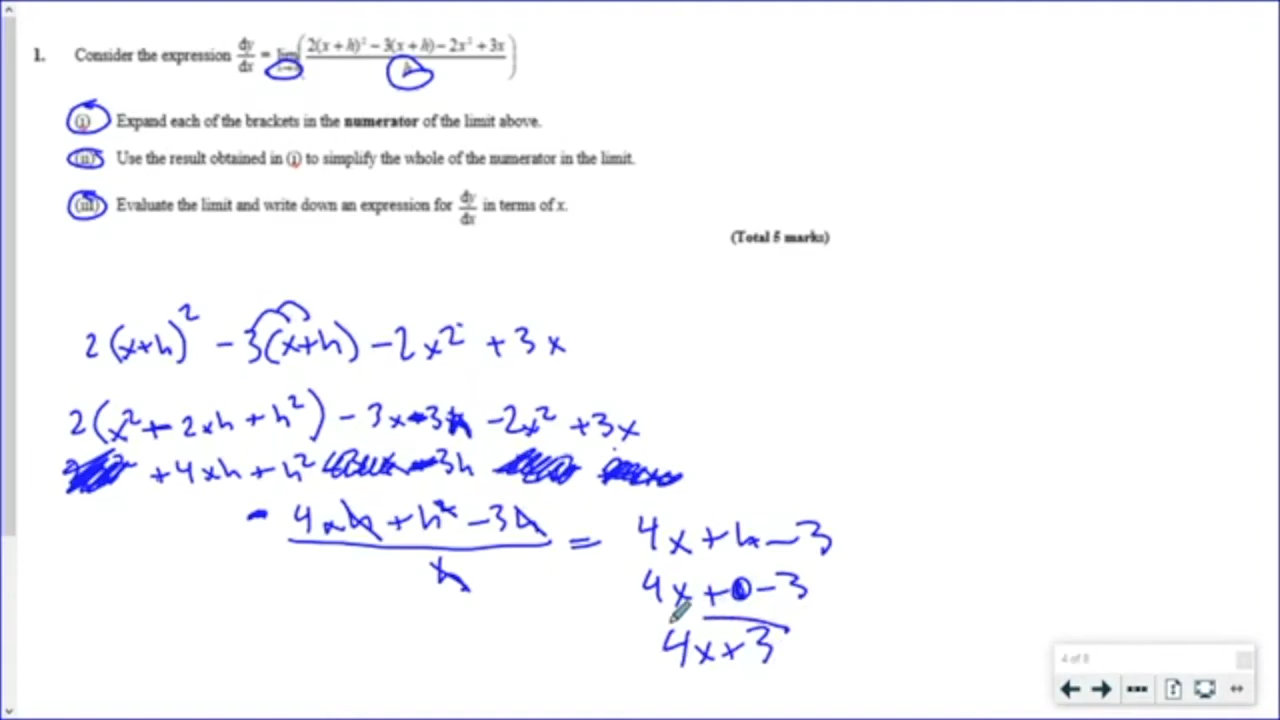 1. Consider the expression dy/dx = lim ( 2(x + h)² − 3(x + h) − 2x² + 3x / h )
(i) Expand each of the brackets in the numerator of the limit above.
(ii) Use the result obtained in (i) to simplify the whole of the numerator in the limit.
(iii) Evaluate the limit and write down an expression for dy/dx in terms of x.
(Total 5 marks)
2(x+h)² − 3(x+h) − 2x² + 3x
2(x² + 2xh + h²) − 3x − 3h − 2x² + 3x
+ 4xh + h² − 3h
4xh + h² − 3h / h = 4x + h − 3
4x + 0 − 3
4x + 3
4 of 8